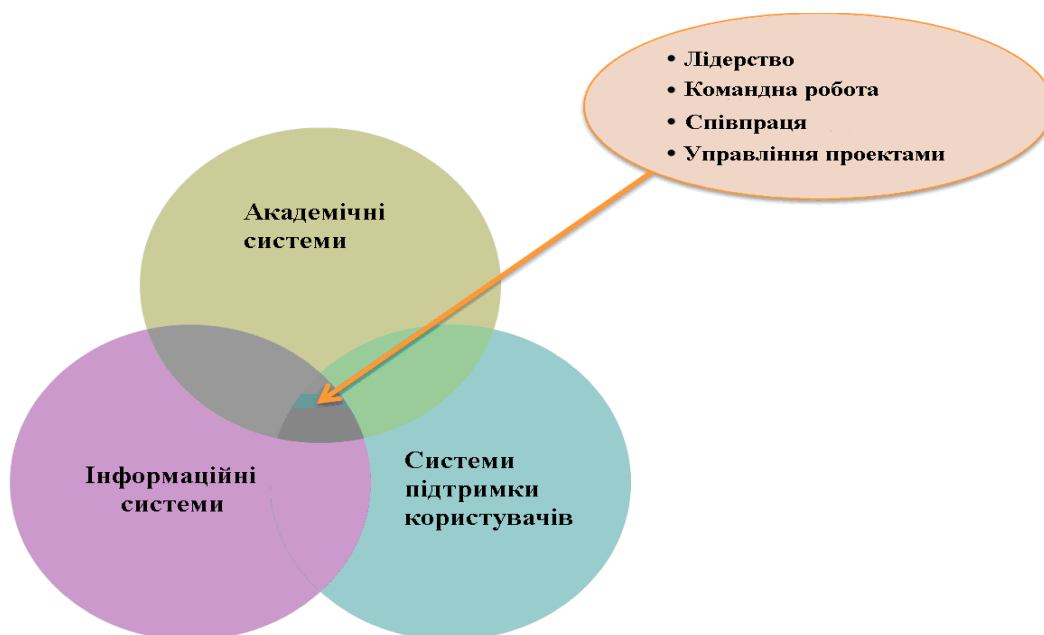 • Лідерство
• Командна робота
• Співпраця
• Управління проектами
Академічні
системи
Інформаційні
системи
Системи
підтримки
користувачів